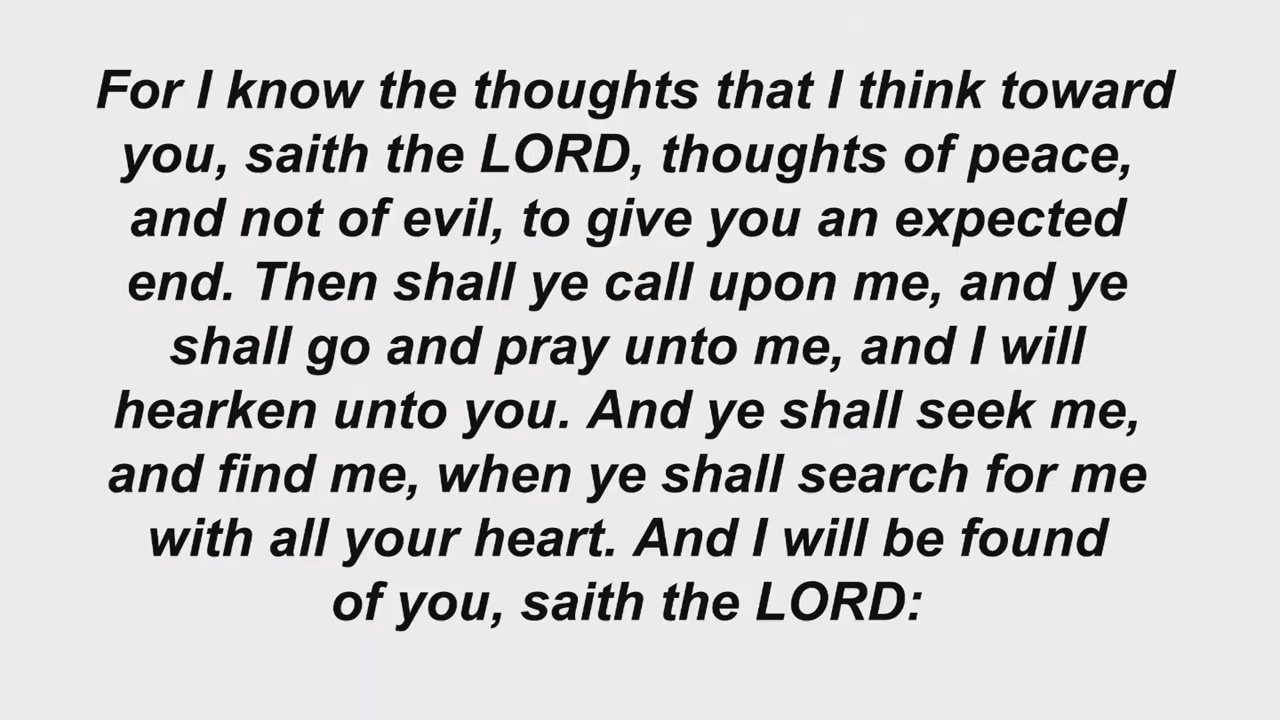 For I know the thoughts that I think toward
you, saith the LORD, thoughts of peace,
and not of evil, to give you an expected
end. Then shall ye call upon me, and ye
shall go and pray unto me, and I will
hearken unto you. And ye shall seek me,
and find me, when ye shall search for me
with all your heart. And I will be found
of you, saith the LORD: